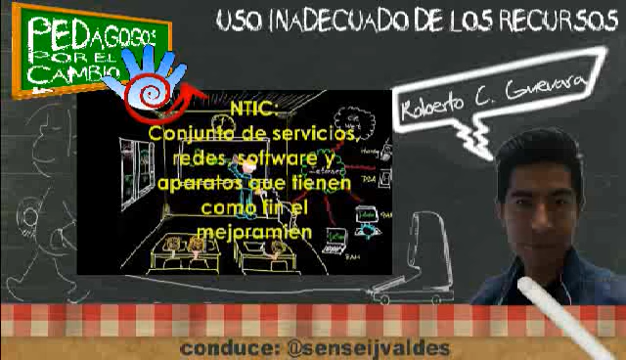 USO INADECUADO DE LOS RECURSOS
PEDAGOGOS
POR EL
CAMBIO
Roberto C. Guevara
NTIC:
Conjunto de servicios,
redes, software y
aparatos que tienen
como fin el
mejoramien
conduce: @senseijvaldes